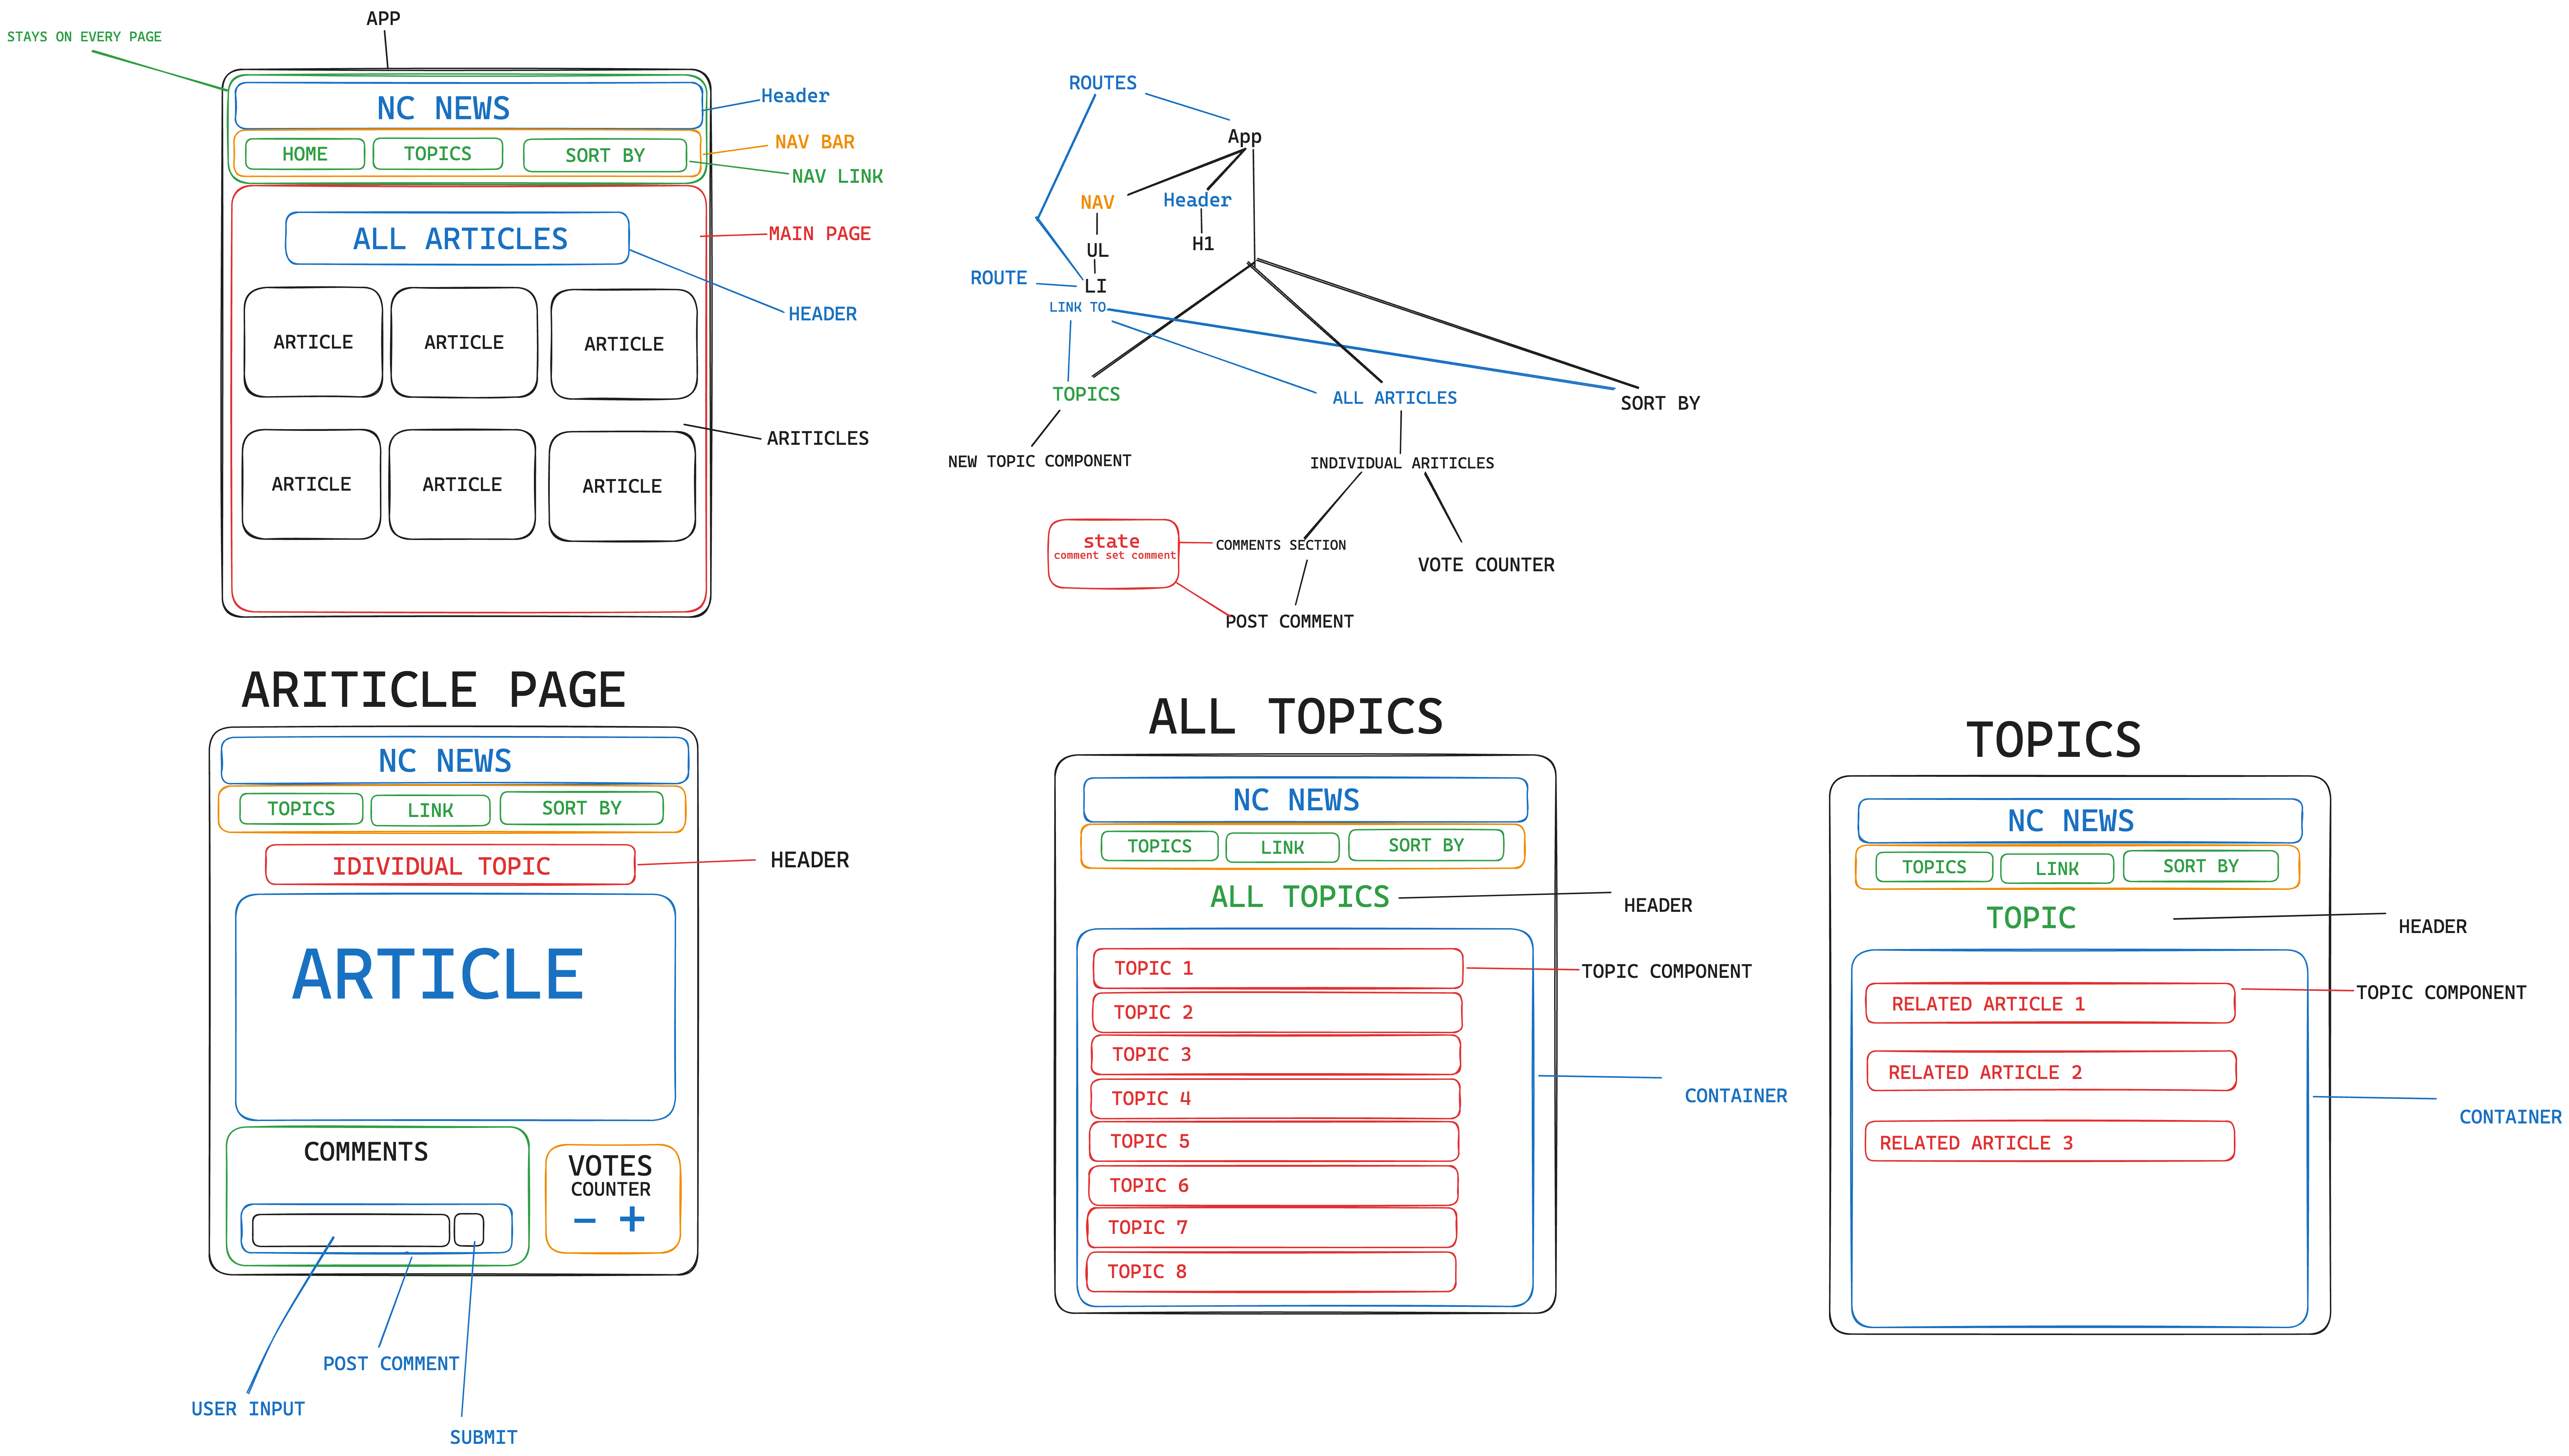 APP
STAYS ON EVERY PAGE
NC NEWS
Header
HOME
TOPICS
SORT BY
NAV BAR
NAV LINK
ALL ARTICLES
MAIN PAGE
HEADER
ARTICLE
ARTICLE
ARTICLE
ARITICLES
ARTICLE
ARTICLE
ARTICLE
ROUTES
App
NAV
Header
UL
H1
ROUTE
LI
LINK TO
TOPICS
ALL ARTICLES
SORT BY
NEW TOPIC COMPONENT
INDIVIDUAL ARITICLES
state
comment set comment
COMMENTS SECTION
VOTE COUNTER
POST COMMENT
ARITICLE PAGE
NC NEWS
TOPICS
LINK
SORT BY
IDIVIDUAL TOPIC
HEADER
ARTICLE
COMMENTS
VOTES
COUNTER
- +
POST COMMENT
USER INPUT
SUBMIT
ALL TOPICS
NC NEWS
TOPICS
LINK
SORT BY
ALL TOPICS
HEADER
TOPIC 1
TOPIC COMPONENT
TOPIC 2
TOPIC 3
TOPIC 4
CONTAINER
TOPIC 5
TOPIC 6
TOPIC 7
TOPIC 8
TOPICS
NC NEWS
TOPICS
LINK
SORT BY
TOPIC
HEADER
RELATED ARTICLE 1
TOPIC COMPONENT
RELATED ARTICLE 2
CONTAINER
RELATED ARTICLE 3